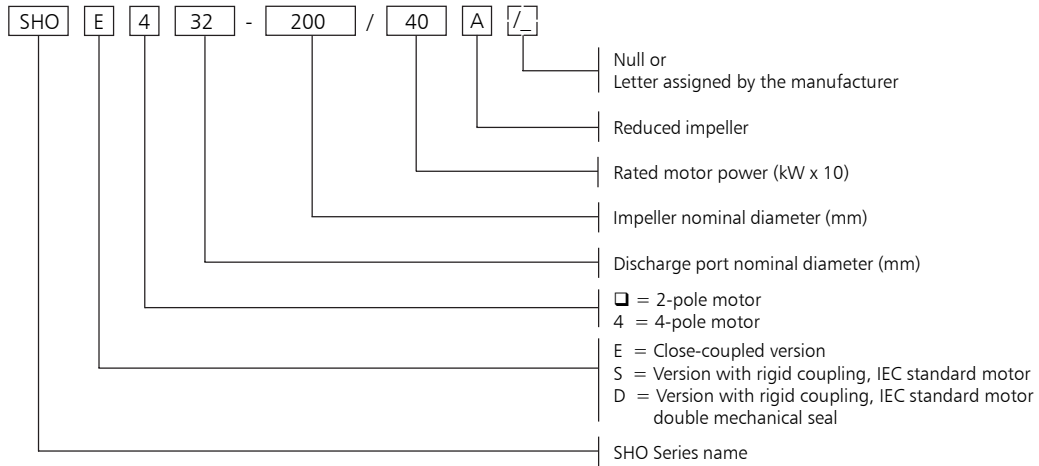 SHO E 4 32 - 200 / 40 A /_
Null or
Letter assigned by the manufacturer
Reduced impeller
Rated motor power (kW x 10)
Impeller nominal diameter (mm)
Discharge port nominal diameter (mm)
❑ = 2-pole motor
4 = 4-pole motor
E = Close-coupled version
S = Version with rigid coupling, IEC standard motor
D = Version with rigid coupling, IEC standard motor
double mechanical seal
SHO Series name